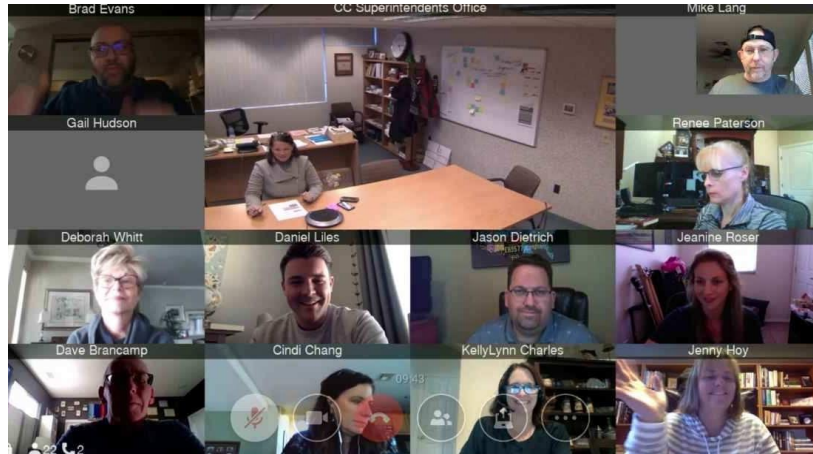 Brad Evans
CC Superintendents Office
Mike Lang
Gail Hudson
Renee Paterson
Deborah Whitt
Daniel Liles
Jason Dietrich
Jeanine Roser
Dave Brancamp
Cindi Chang
KellyLynn Charles
Jenny Hoy
09:43
22
2